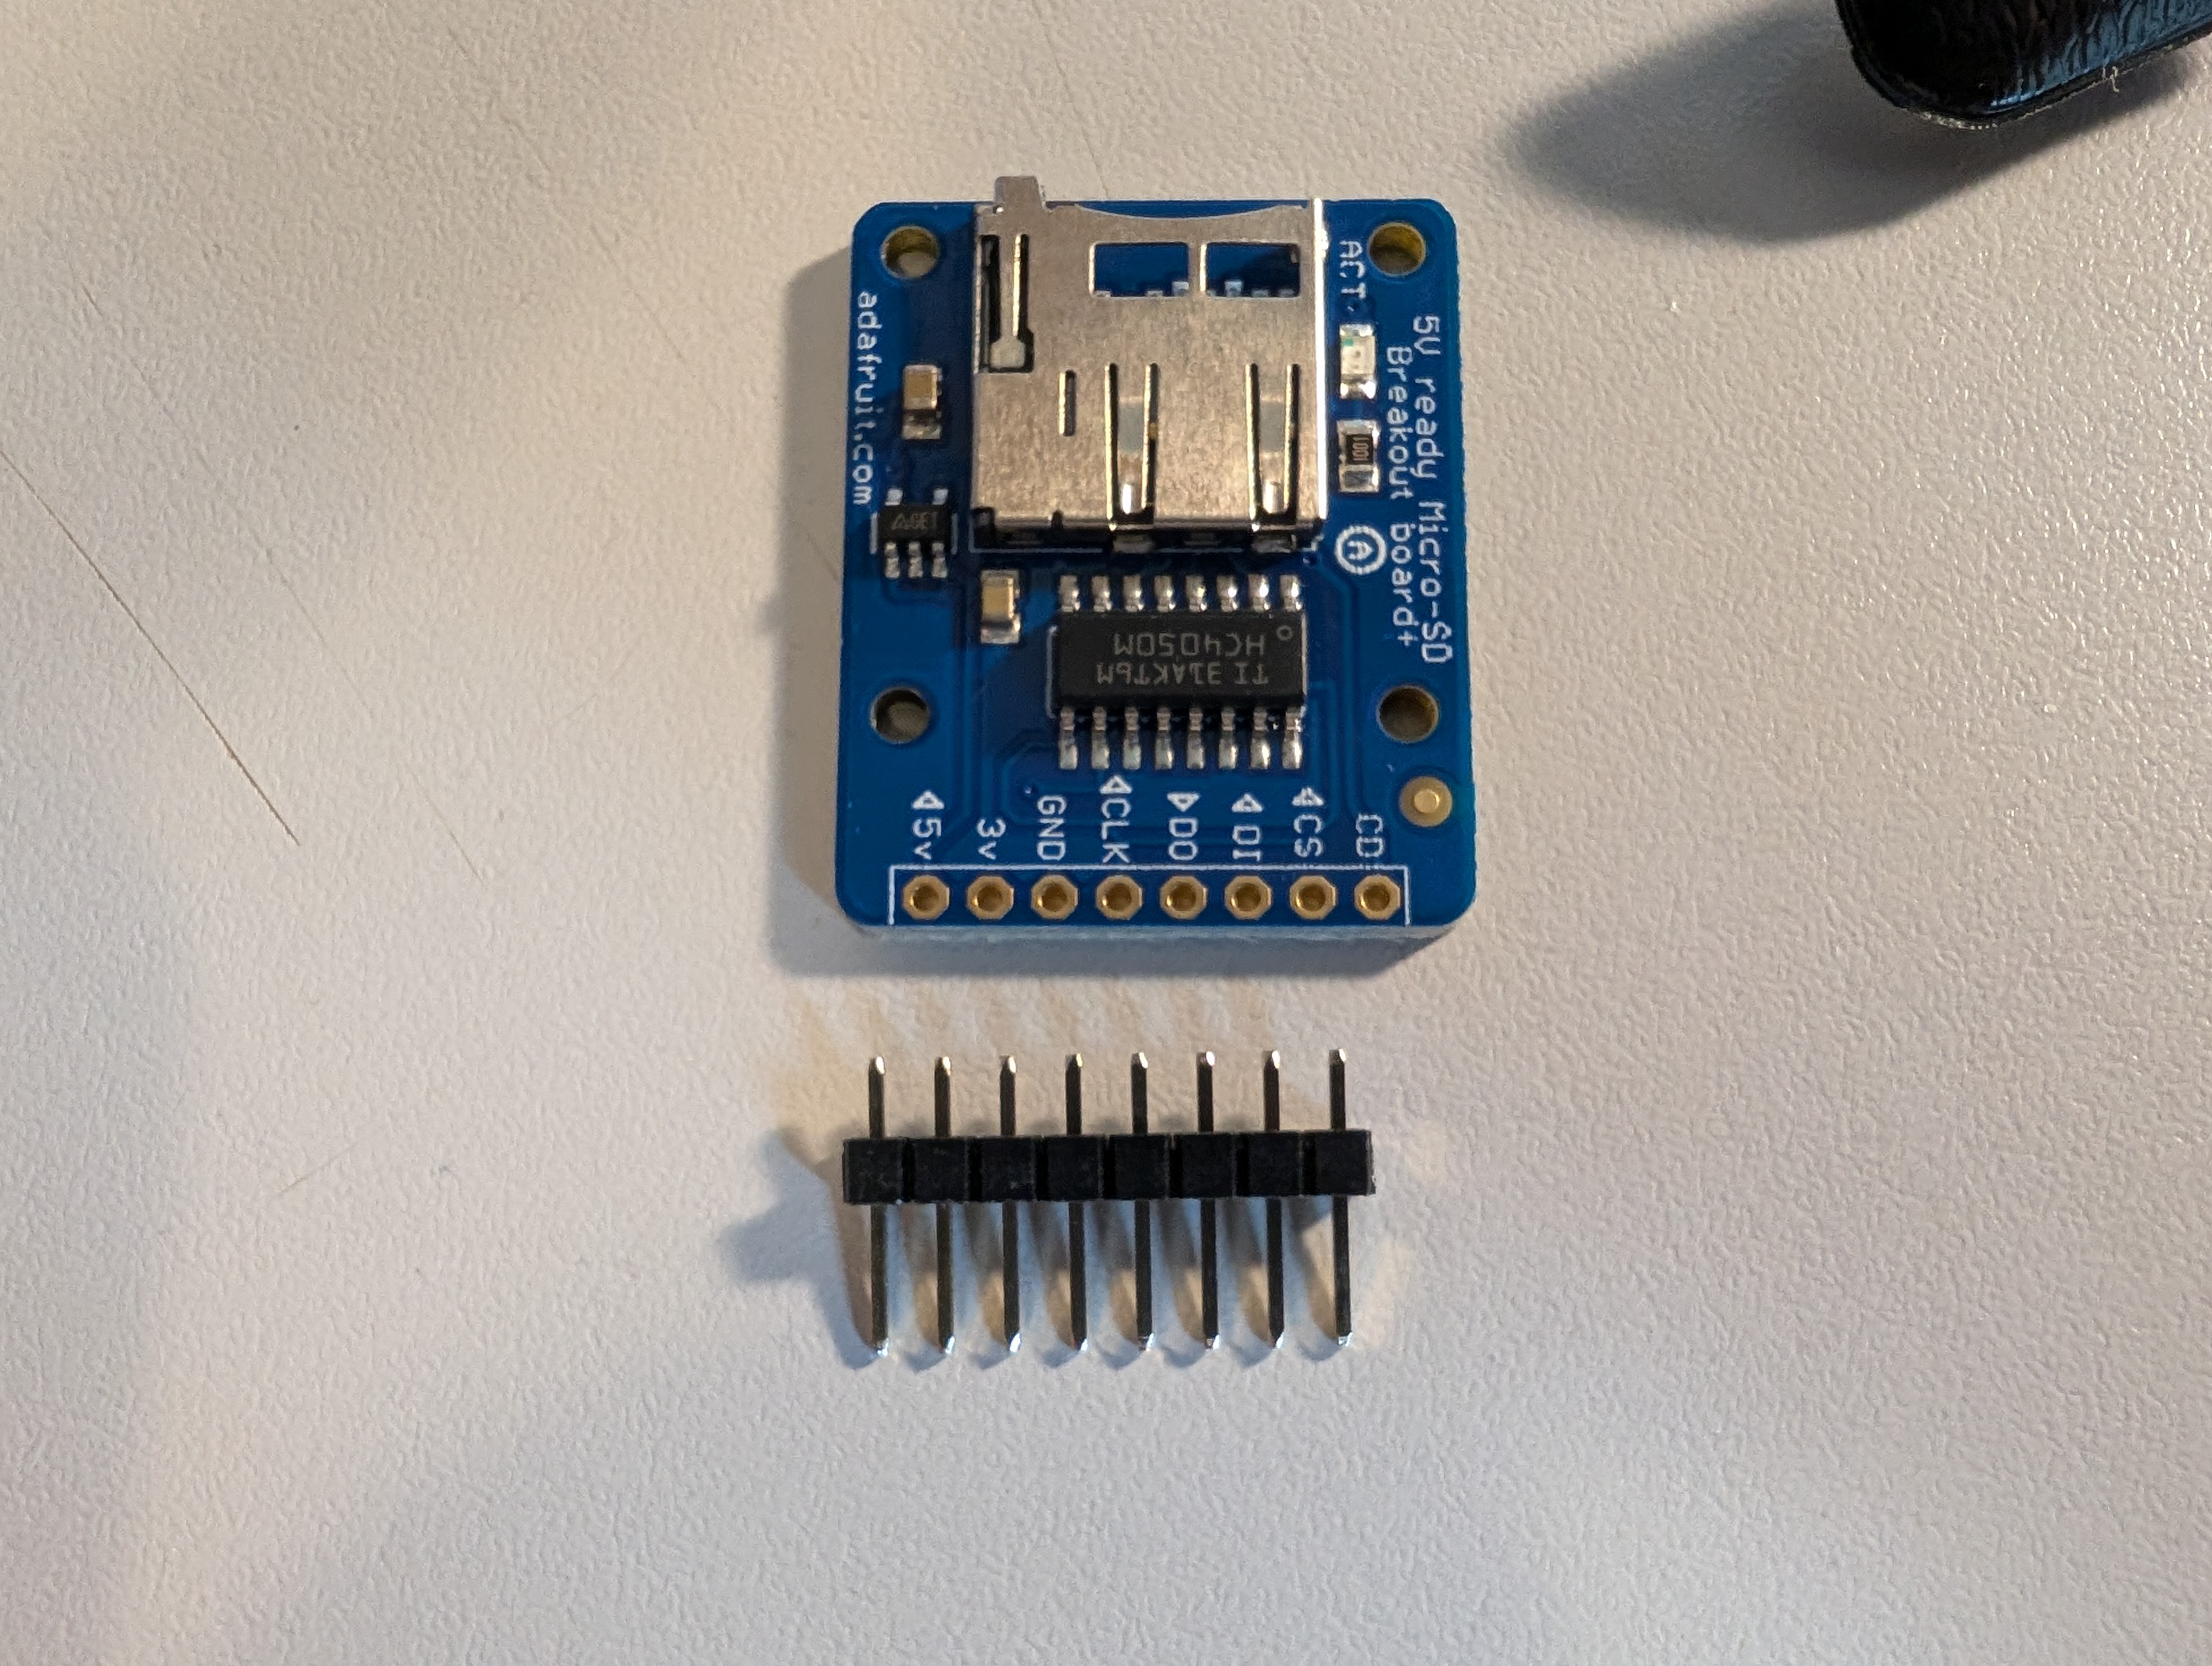 adafruit.com
ACT.
5V ready Micro-SD
Breakout board+
1001
A
HC4050M
TI 31AKT6M
5v
3v
GND
CLK
DO
DI
CS
CD